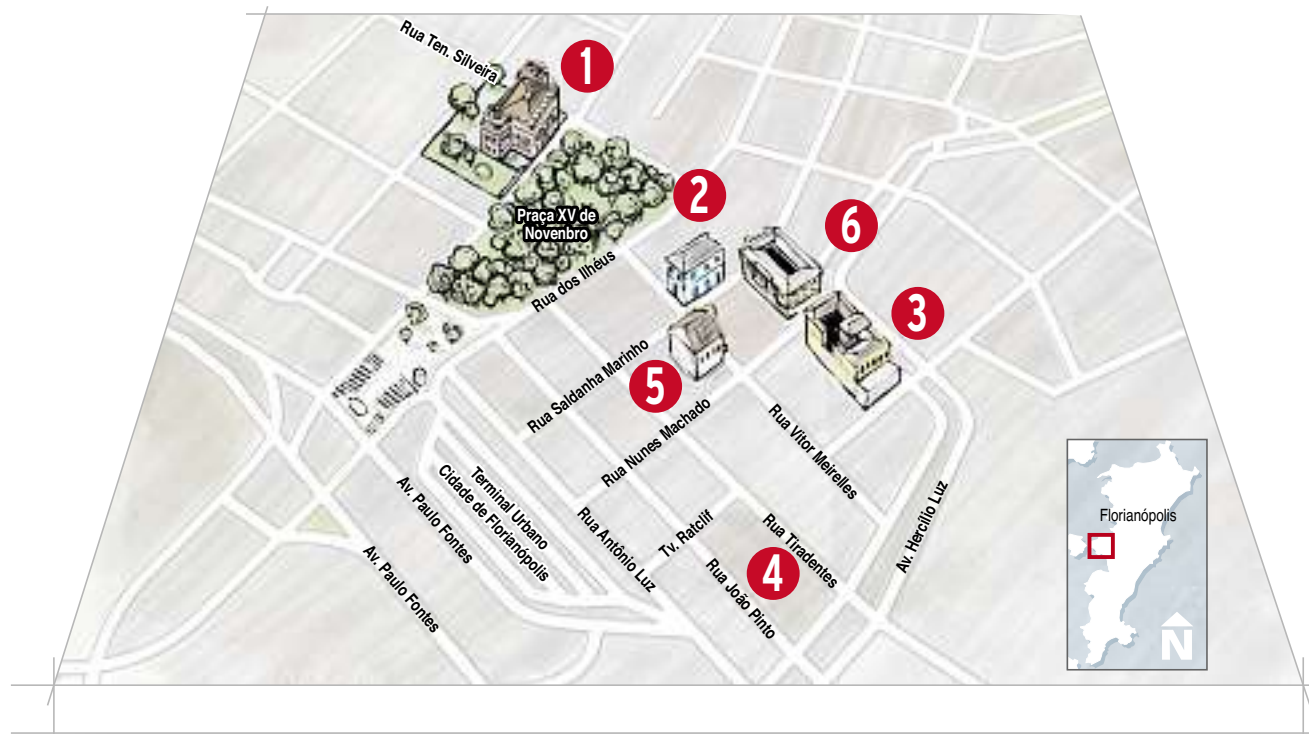 Rua Ten. Silveira
1
2
Praça XV de
Novenbro
6
Rua dos Ilhéus
3
Rua Saldanha Marinho
5
Rua Nunes Machado
Rua Vitor Meirelles
Terminal Urbano
Cidade de Florianópolis
Av. Paulo Fontes
Av. Paulo Fontes
Rua Antônio Luz
Tv. Ratclif
Rua Tiradentes
4
Rua João Pinto
Av. Hercílio Luz
Florianópolis
N